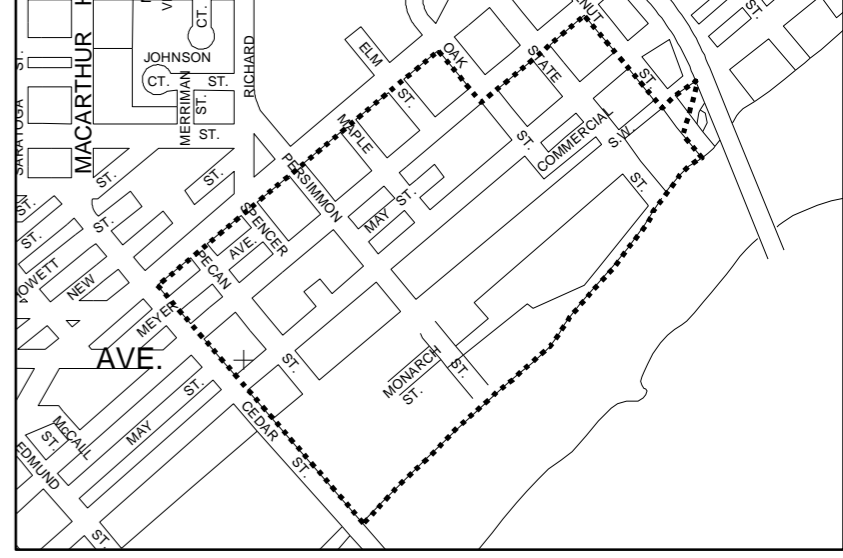 MACARTHUR
SARATOGA ST.
CT.
JOHNSON
CT. ST.
MERRIMAN
ST.
ST.
RICHARD
ELM
OAK
ST.
STATE
ST.
ST.
MAPLE
COMMERCIAL
S.W.
ST.
PERSIMMON
MAY ST.
SPENCER
AVE.
PECAN
ST.
ST.
ST.
ST.
ST.
NEW
MEYER
AVE.
ST.
ST.
MONARCH
ST.
ST.
CEDAR
ST.
McCALL
ST.
MAY
EDMUND
ST.